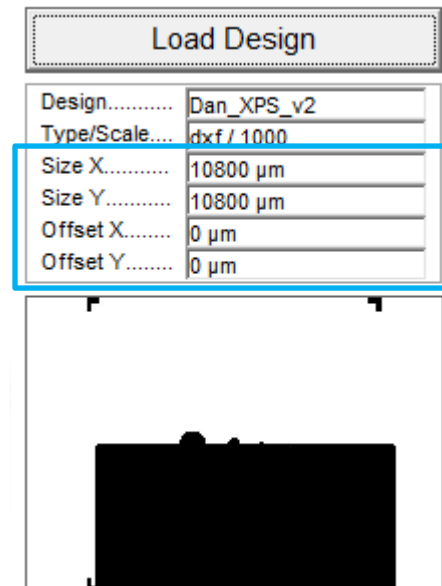 Load Design
Design........... Dan_XPS_v2
Type/Scale.... dxf / 1000
Size X........... 10800 µm
Size Y........... 10800 µm
Offset X........ 0 µm
Offset Y........ 0 µm